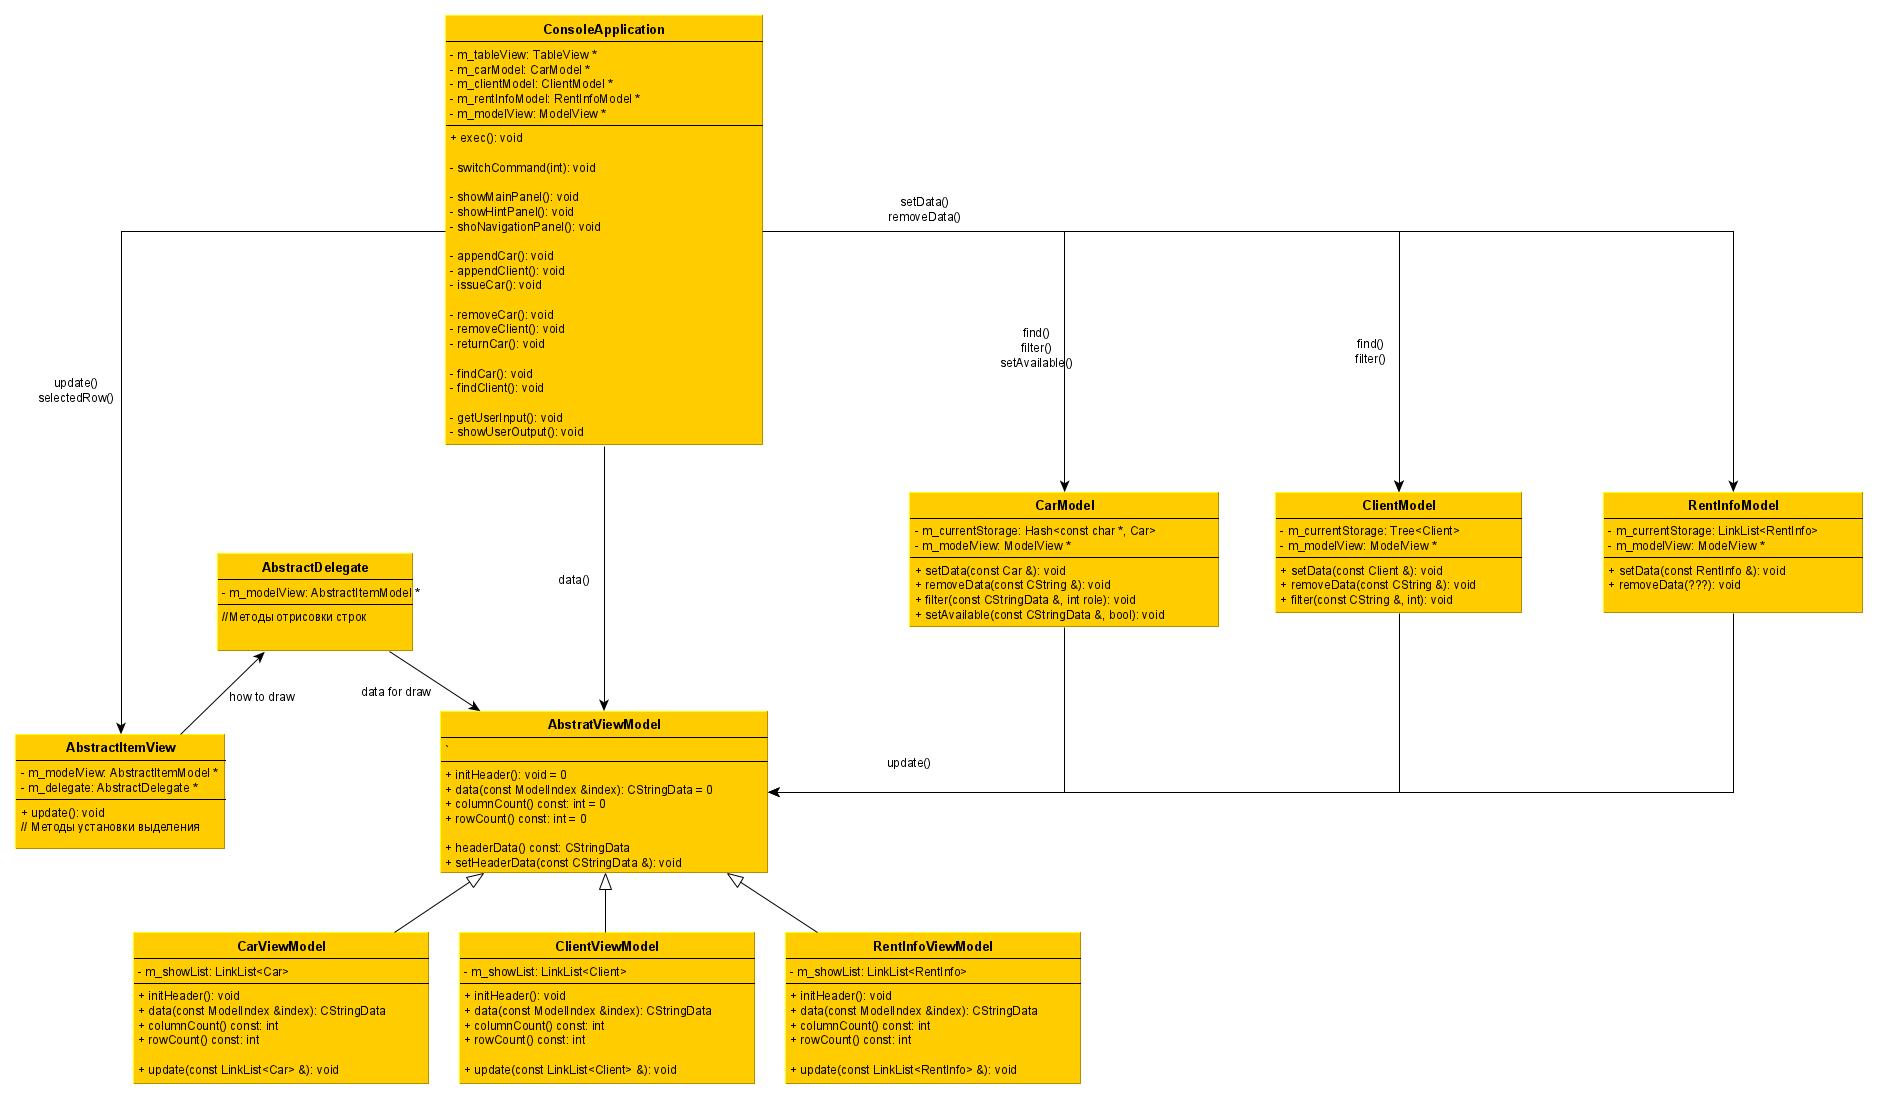 ConsoleApplication
- m_tableView: TableView *
- m_carModel: CarModel *
- m_clientModel: ClientModel *
- m_rentInfoModel: RentInfoModel *
- m_modelView: ModelView *
+ exec(): void
- switchCommand(int): void
- showMainPanel(): void
- showHintPanel(): void
- shoNavigationPanel(): void
- appendCar(): void
- appendClient(): void
- issueCar(): void
- removeCar(): void
- removeClient(): void
- returnCar(): void
- findCar(): void
- findClient(): void
- getUserInput(): void
- showUserOutput(): void
setData()
removeData()
update()
selectedRow()
find()
filter()
setAvailable()
find()
filter()
data()
CarModel
- m_currentStorage: Hash<const char *, Car>
- m_modelView: ModelView *
+ setData(const Car &): void
+ removeData(const CString &): void
+ filter(const CStringData &, int role): void
+ setAvailable(const CStringData &, bool): void
ClientModel
- m_currentStorage: Tree<Client>
- m_modelView: ModelView *
+ setData(const Client &): void
+ removeData(const CString &): void
+ filter(const CString &, int): void
RentInfoModel
- m_currentStorage: LinkList<RentInfo>
- m_modelView: ModelView *
+ setData(const RentInfo &): void
+ removeData(???): void
AbstractDelegate
- m_modelView: AbstractItemModel *
//Методы отрисовки строк
how to draw
data for draw
AbstractItemView
- m_modelView: AbstractItemModel *
- m_delegate: AbstractDelegate *
+ update(): void
// Методы установки выделения
AbstratViewModel
`
+ initHeader(): void = 0
+ data(const ModelIndex &index): CStringData = 0
+ columnCount() const: int = 0
+ rowCount() const: int = 0
+ headerData() const: CStringData
+ setHeaderData(const CStringData &): void
update()
CarViewModel
- m_showList: LinkList<Car>
+ initHeader(): void
+ data(const ModelIndex &index): CStringData
+ columnCount() const: int
+ rowCount() const: int
+ update(const LinkList<Car> &): void
ClientViewModel
- m_showList: LinkList<Client>
+ initHeader(): void
+ data(const ModelIndex &index): CStringData
+ columnCount() const: int
+ rowCount() const: int
+ update(const LinkList<Client> &): void
RentInfoViewModel
- m_showList: LinkList<RentInfo>
+ initHeader(): void
+ data(const ModelIndex &index): CStringData
+ columnCount() const: int
+ rowCount() const: int
+ update(const LinkList<RentInfo> &): void